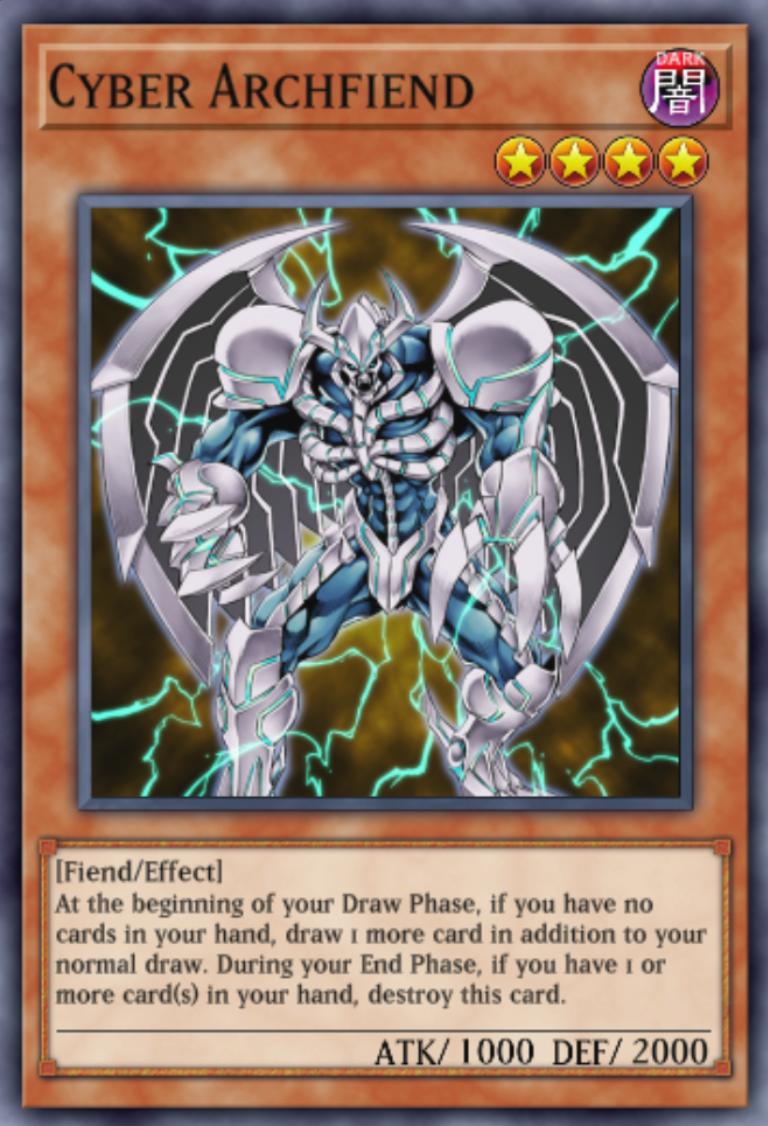 Cyber Archfiend
DARK
闇
[Fiend/Effect]
At the beginning of your Draw Phase, if you have no
cards in your hand, draw 1 more card in addition to your
normal draw. During your End Phase, if you have 1 or
more card(s) in your hand, destroy this card.
ATK/ 1000 DEF/ 2000